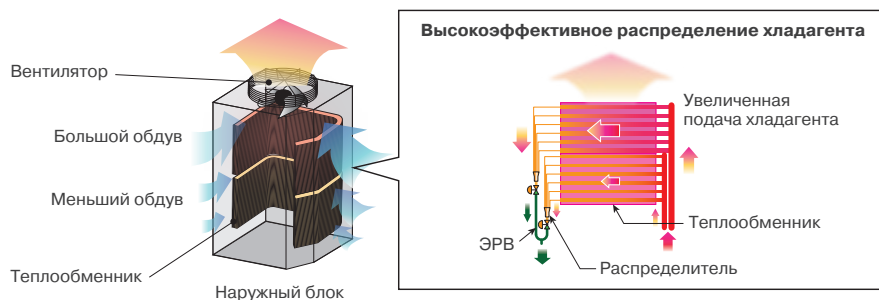 Высокоэффективное распределение хладагента
Вентилятор
Большой обдув
Меньший обдув
Теплообменник
Наружный блок
Увеличенная
подача хладагента
Теплообменник
ЭРВ
Распределитель